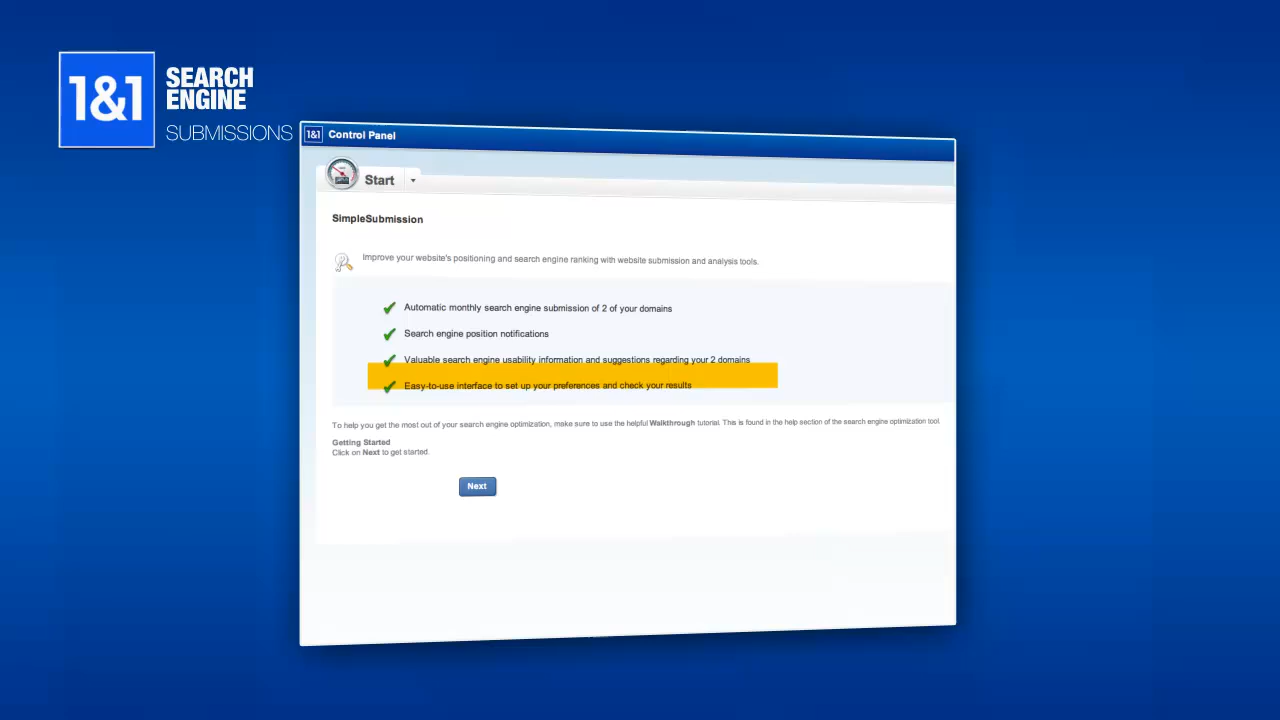 1&1
SEARCH
ENGINE
SUBMISSIONS
1&1 Control Panel
Start
SimpleSubmission
Improve your website's positioning and search engine ranking with website submission and analysis tools.
Automatic monthly search engine submission of 2 of your domains
Search engine position notifications
Valuable search engine usability information and suggestions regarding your 2 domains
Easy-to-use interface to set up your preferences and check your results
To help you get the most out of your search engine optimization, make sure to use the helpful Walkthrough tutorial. This is found in the help section of the search engine optimization tool.
Getting Started
Click on Next to get started.
Next